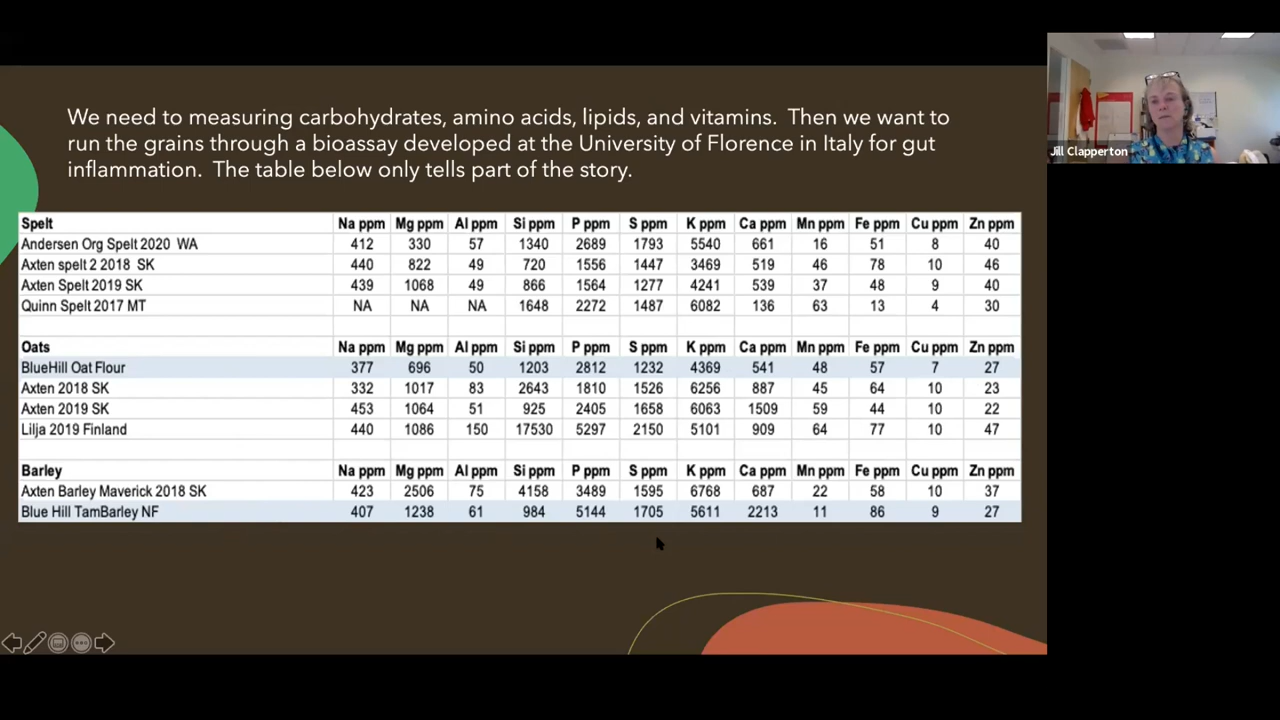 We need to measuring carbohydrates, amino acids, lipids, and vitamins. Then we want to
run the grains through a bioassay developed at the University of Florence in Italy for gut
inflammation. The table below only tells part of the story.
Jill Clapperton
Spelt Na ppm Mg ppm Al ppm Si ppm P ppm S ppm K ppm Ca ppm Mn ppm Fe ppm Cu ppm Zn ppm
Andersen Org Spelt 2020 WA 412 330 57 1340 2689 1793 5540 661 16 51 8 40
Axten spelt 2 2018 SK 440 822 49 720 1556 1447 3469 519 46 78 10 46
Axten Spelt 2019 SK 439 1068 49 866 1564 1277 4241 539 37 48 9 40
Quinn Spelt 2017 MT NA NA NA 1648 2272 1487 6082 136 63 13 4 30
Oats Na ppm Mg ppm Al ppm Si ppm P ppm S ppm K ppm Ca ppm Mn ppm Fe ppm Cu ppm Zn ppm
BlueHill Oat Flour 377 696 50 1203 2812 1232 4369 541 48 57 7 27
Axten 2018 SK 332 1017 83 2643 1810 1526 6256 887 45 64 10 23
Axten 2019 SK 453 1064 51 925 2405 1658 6063 1509 59 44 10 22
Lilja 2019 Finland 440 1086 150 17530 5297 2150 5101 909 64 77 10 47
Barley Na ppm Mg ppm Al ppm Si ppm P ppm S ppm K ppm Ca ppm Mn ppm Fe ppm Cu ppm Zn ppm
Axten Barley Maverick 2018 SK 423 2506 75 4158 3489 1595 6768 687 22 58 10 37
Blue Hill TamBarley NF 407 1238 61 984 5144 1705 5611 2213 11 86 9 27